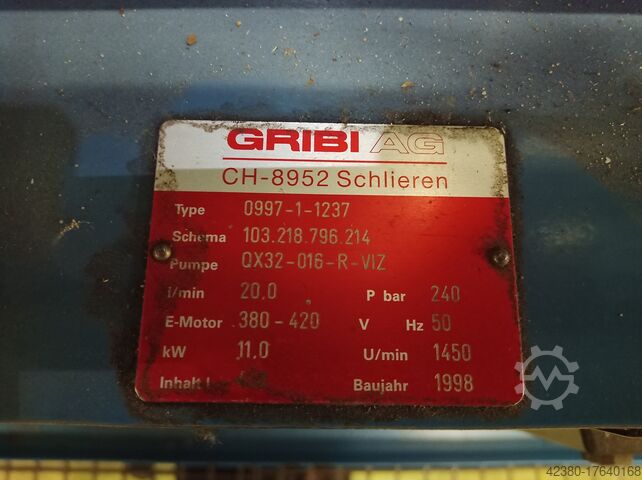 GRIBI AG
CH-8952 Schlieren
Type 0997-1-1237
Schema 103.218.796.214
Pumpe QX32-016-R-VIZ
l/min 20,0 P bar 240
E-Motor 380-420 V Hz 50
kW 11,0 U/min 1450
Inhalt l Baujahr 1998
42380-17640168